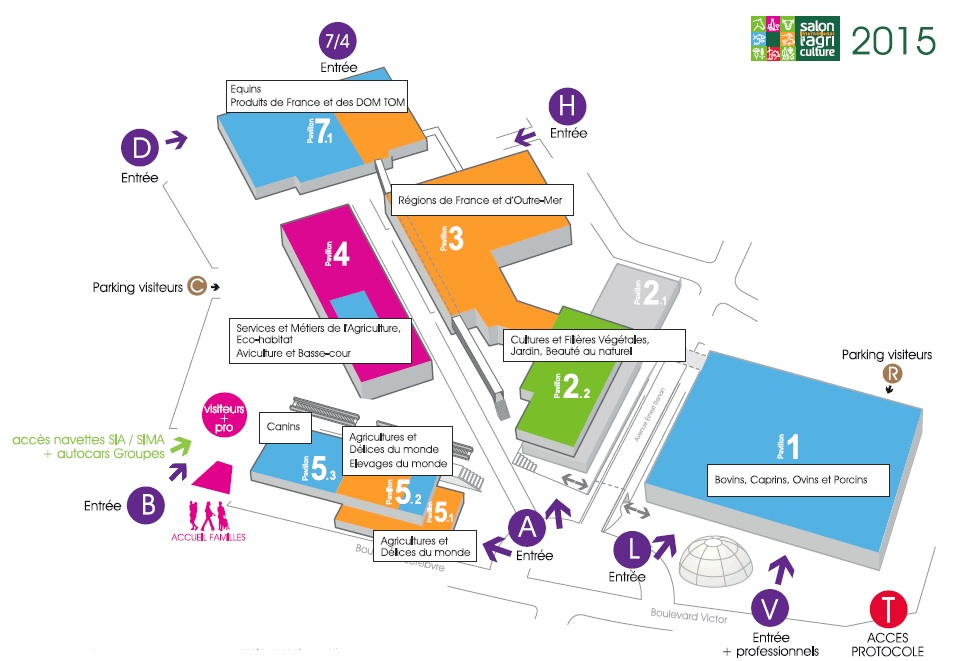 salon
international
de l'agri
culture
2015
7/4
Entrée
Equins
Produits de France et des DOM TOM
Pavillon
7.1
H
Entrée
D
Entrée
Régions de France et d'Outre-Mer
Pavillon
3
Pavillon
4
Pavillon
2.1
Parking visiteurs C
Services et Métiers de l'Agriculture,
Eco-habitat
Aviculture et Basse-cour
Cultures et Filières Végétales,
Jardin, Beauté au naturel
Pavillon
2.2
Parking visiteurs
R
Avenue Ernest Renan
Pavillon
1
Bovins, Caprins, Ovins et Porcins
visiteurs
+
pro
accès navettes SIA / SIMA
+ autocars Groupes
Canins
Agricultures et
Délices du monde
Elevages du monde
Pavillon
5.3
Pavillon
5.2
Pavillon
5.1
Entrée B
ACCUEIL FAMILLES
Agricultures et
Délices du monde
A
Entrée
L
Entrée
Boulevard Victor
V
Entrée
+ professionnels
T
ACCES
PROTOCOLE